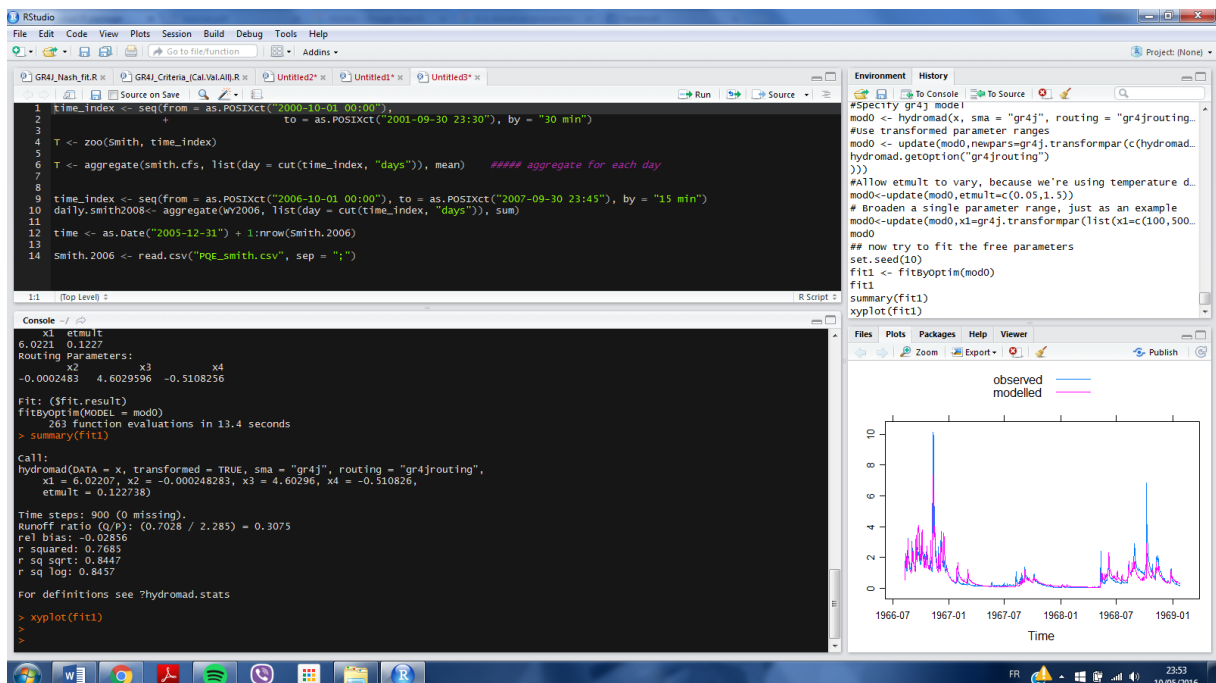 RStudio
File Edit Code View Plots Session Build Debug Tools Help
Go to file/function Addins
Project: (None)
GR4J_Nash_fit.R GR4J_Criteria_(Cal.Val.All).R Untitled2* Untitled1* Untitled3*
Source on Save Run Source
1 time_index <- seq(from = as.POSIXct("2000-10-01 00:00"),
2 + to = as.POSIXct("2001-09-30 23:30"), by = "30 min")
3
4 T <- zoo(Smith, time_index)
5
6 T <- aggregate(smith.cfs, list(day = cut(time_index, "days")), mean) ##### aggregate for each day
7
8
9 time_index <- seq(from = as.POSIXct("2006-10-01 00:00"), to = as.POSIXct("2007-09-30 23:45"), by = "15 min")
10 daily.smith2008<- aggregate(WY2006, list(day = cut(time_index, "days")), sum)
11
12 time <- as.Date("2005-12-31") + 1:nrow(Smith.2006)
13
14 Smith.2006 <- read.csv("PQE_smith.csv", sep = ";")
1:1 (Top Level) R Script
Console ~/
x1 etmult
6.0221 0.1227
Routing Parameters:
x2 x3 x4
-0.0002483 4.6029596 -0.5108256
Fit: ($fit.result)
fitByOptim(MODEL = mod0)
263 function evaluations in 13.4 seconds
> summary(fit1)
Call:
hydromad(DATA = x, transformed = TRUE, sma = "gr4j", routing = "gr4jrouting",
x1 = 6.02207, x2 = -0.000248283, x3 = 4.60296, x4 = -0.510826,
etmult = 0.122738)
Time steps: 900 (0 missing).
Runoff ratio (Q/P): (0.7028 / 2.285) = 0.3075
rel bias: -0.02856
r squared: 0.7685
r sq sqrt: 0.8447
r sq log: 0.8457
For definitions see ?hydromad.stats
> xyplot(fit1)
>
>
Environment History
To Console To Source
#Specify gr4j model
mod0 <- hydromad(x, sma = "gr4j", routing = "gr4jrouting…
#Use transformed parameter ranges
mod0 <- update(mod0,newpars=gr4j.transformpar(c(hydromad…
hydromad.getOption("gr4jrouting")
)))
#Allow etmult to vary, because we're using temperature d…
mod0<-update(mod0,etmult=c(0.05,1.5))
# Broaden a single parameter range, just as an example
mod0<-update(mod0,x1=gr4j.transformpar(list(x1=c(100,500…
mod0
## now try to fit the free parameters
set.seed(10)
fit1 <- fitByOptim(mod0)
fit1
summary(fit1)
xyplot(fit1)
Files Plots Packages Help Viewer
Zoom Export Publish
observed
modelled
10
8
6
4
2
0
1966-07 1967-01 1967-07 1968-01 1968-07 1969-01
Time
FR
23:53
10/05/2016